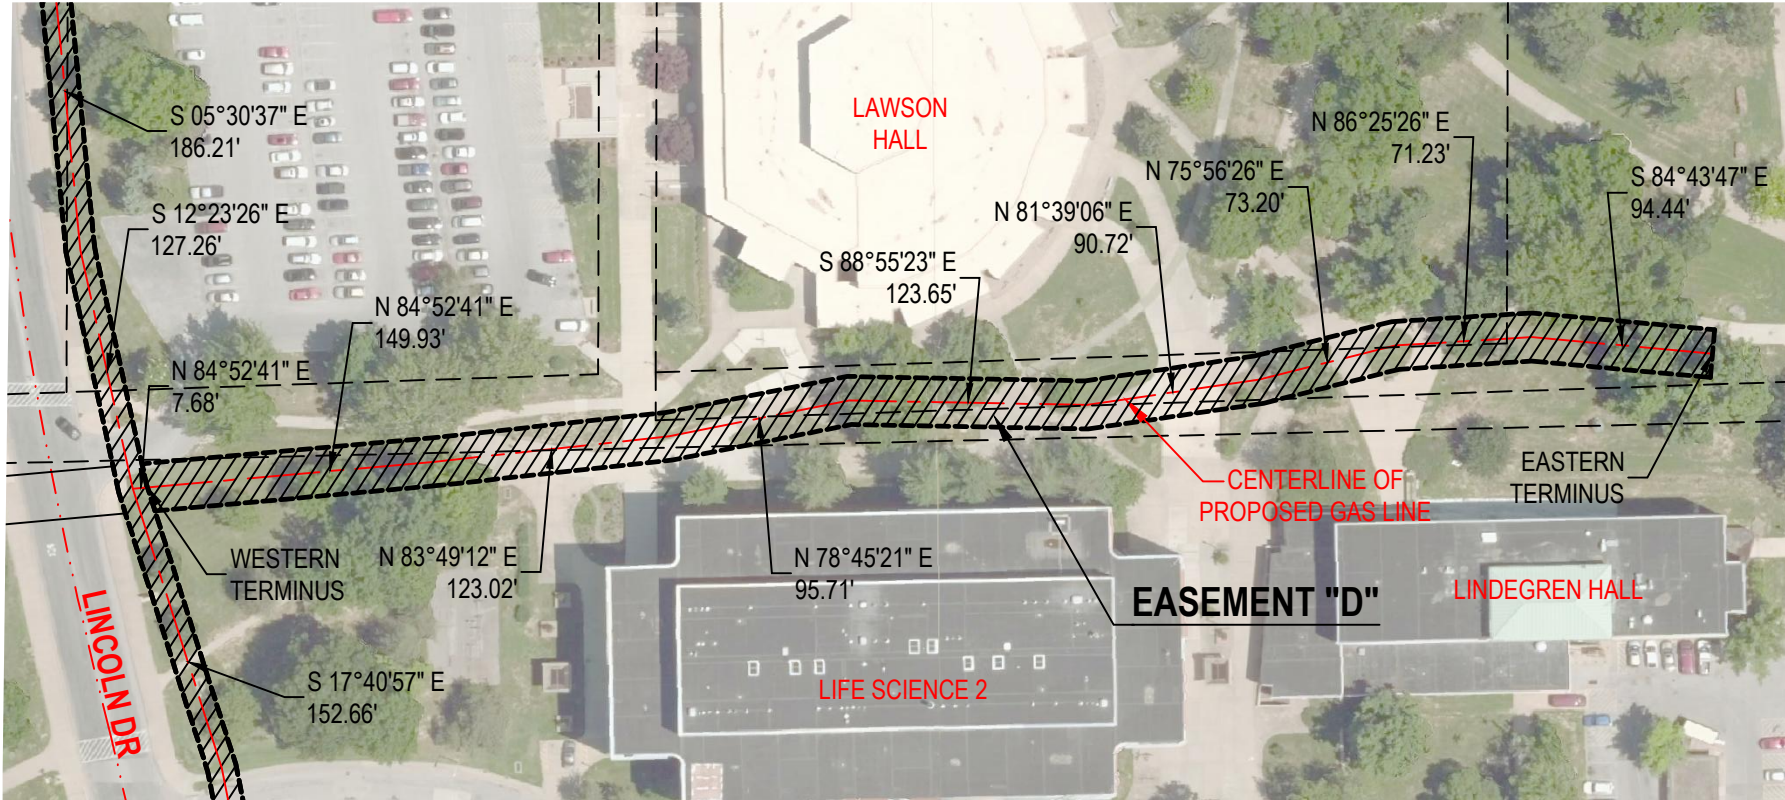 S 05°30'37" E
186.21'
LAWSON
HALL
N 86°25'26" E
71.23'
N 75°56'26" E
73.20'
S 84°43'47" E
94.44'
S 12°23'26" E
127.26'
N 81°39'06" E
90.72'
S 88°55'23" E
123.65'
N 84°52'41" E
149.93'
N 84°52'41" E
7.68'
CENTERLINE OF
PROPOSED GAS LINE
EASTERN
TERMINUS
WESTERN
TERMINUS
N 83°49'12" E
123.02'
N 78°45'21" E
95.71'
EASEMENT "D"
LINDEGREN HALL
LINCOLN DR
S 17°40'57" E
152.66'
LIFE SCIENCE 2